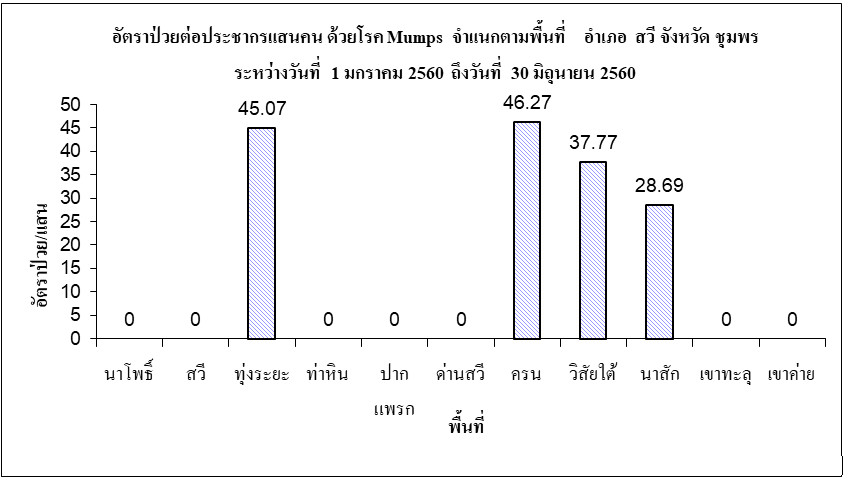 อัตราป่วยต่อประชากรแสนคน ด้วยโรค Mumps จำแนกตามพื้นที่ อำเภอ สวี จังหวัด ชุมพร
ระหว่างวันที่ 1 มกราคม 2560 ถึงวันที่ 30 มิถุนายน 2560
อัตราป่วย/แสน
50
45
40
35
30
25
20
15
10
5
0
0 0 45.07 0 0 0 46.27 37.77 28.69 0 0
นาโพธิ์ สวี ทุ่งระยะ ท่าหิน ปาก ด่านสวี ครน วิสัยใต้ นาสัก เขาทะลุ เขาค่าย
แพรก
พื้นที่